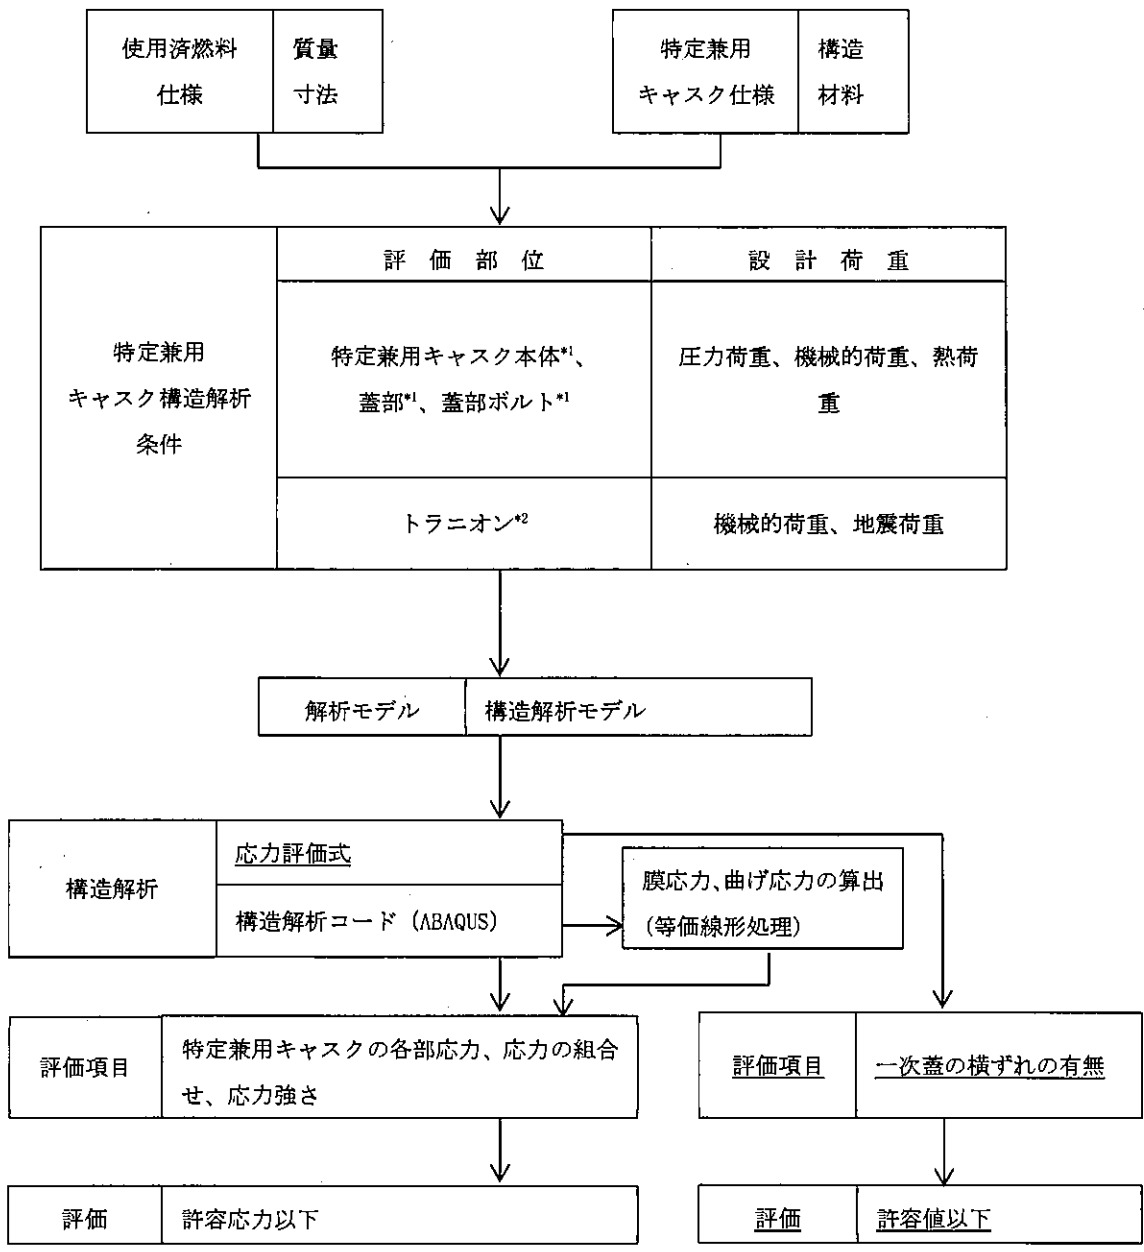 使用済燃料
仕様
質量
寸法
特定兼用
キャスク仕様
構造
材料
特定兼用
キャスク構造解析
条件
評価部位
設計荷重
特定兼用キャスク本体*1、
蓋部*1、蓋部ボルト*1
圧力荷重、機械的荷重、熱荷
重
トラニオン*2
機械的荷重、地震荷重
解析モデル
構造解析モデル
構造解析
応力評価式
構造解析コード (ABAQUS)
膜応力、曲げ応力の算出
(等価線形処理)
評価項目
特定兼用キャスクの各部応力、応力の組合
せ、応力強さ
評価項目
一次蓋の横ずれの有無
評価
許容応力以下
評価
許容値以下